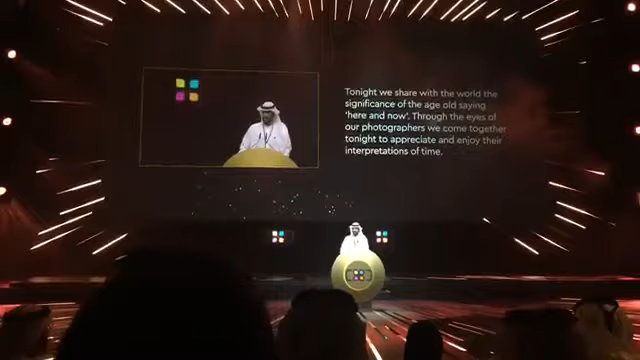 Tonight we share with the world the
significance of the age old saying
'here and now'. Through the eyes of
our photographers we come together
tonight to appreciate and enjoy their
interpretations of time.